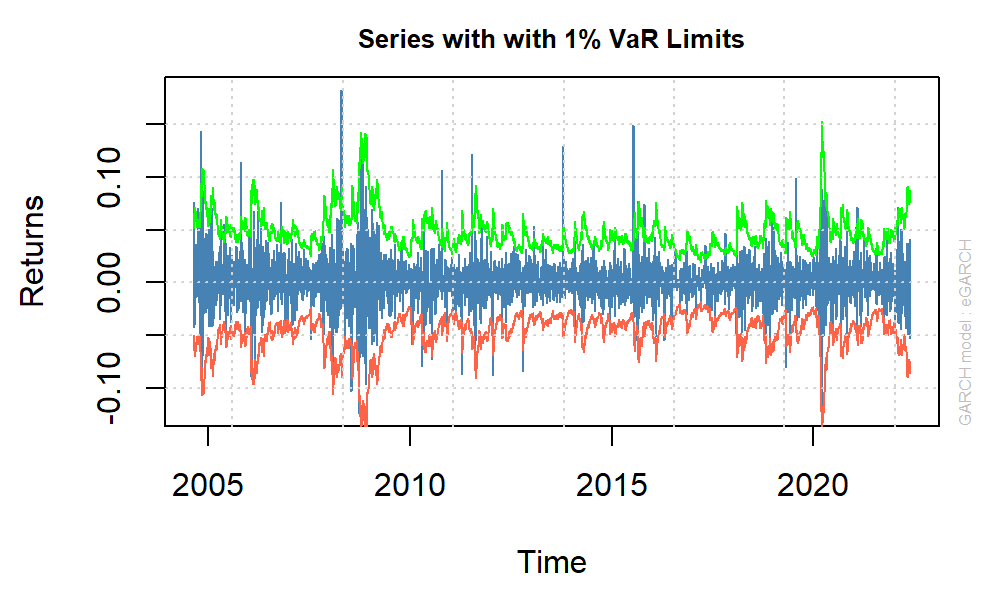 Series with with 1% VaR Limits
Returns
0.10
0.00
-0.10
2005
2010
2015
2020
Time
GARCH model : eGARCH